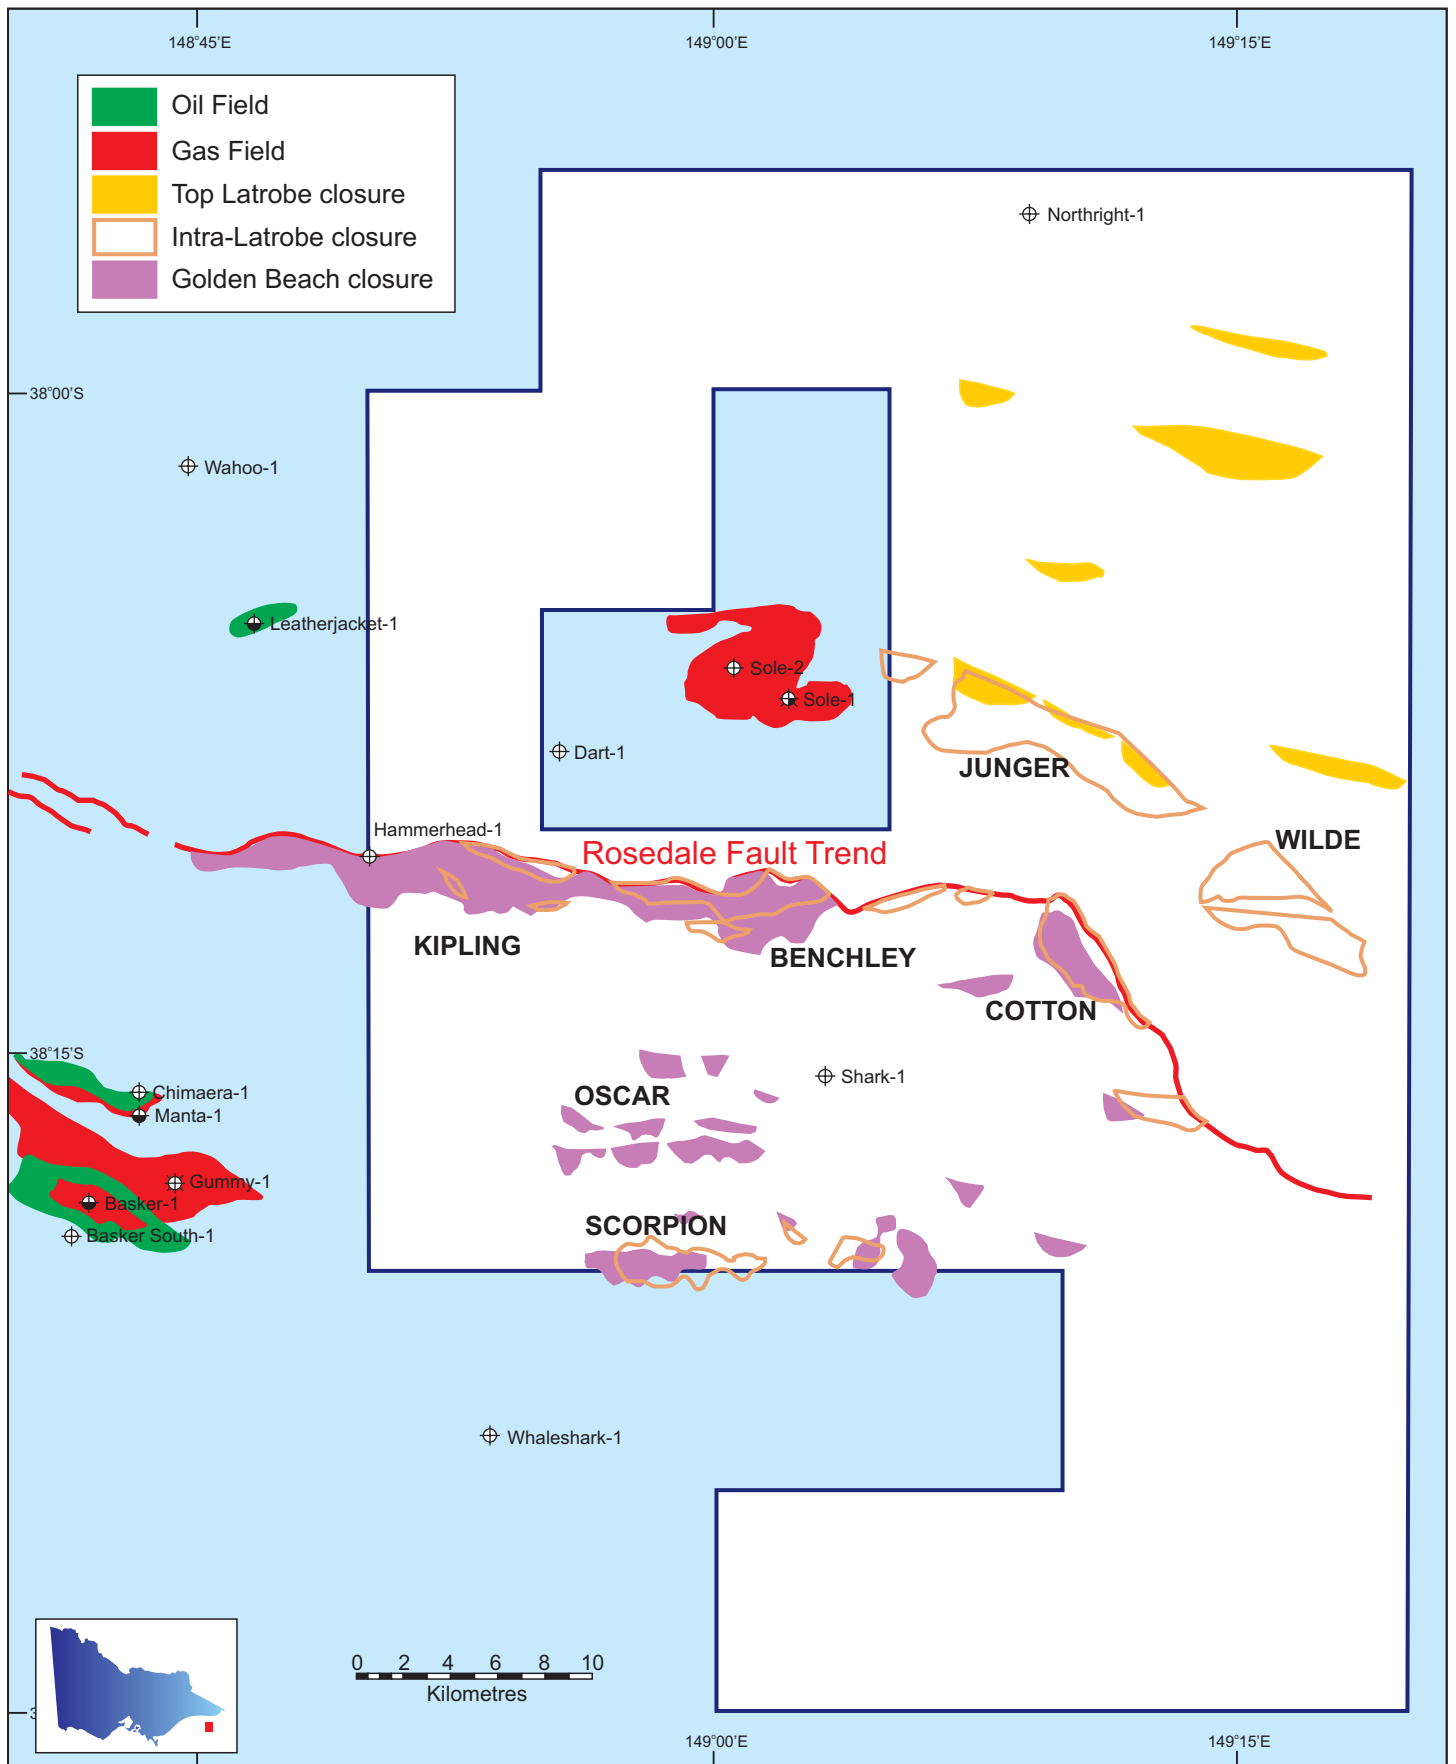 148°45'E
149°00'E
149°15'E
Oil Field
Gas Field
Top Latrobe closure
Intra-Latrobe closure
Golden Beach closure
Northright-1
38°00'S
Wahoo-1
Leatherjacket-1
Sole-2
Sole-1
Dart-1
JUNGER
Hammerhead-1
WILDE
Rosedale Fault Trend
KIPLING
BENCHLEY
COTTON
38°15'S
Shark-1
Chimaera-1
OSCAR
Manta-1
Gummy-1
Basker-1
SCORPION
Basker South-1
Whaleshark-1
0 2 4 6 8 10
Kilometres
149°00'E
149°15'E